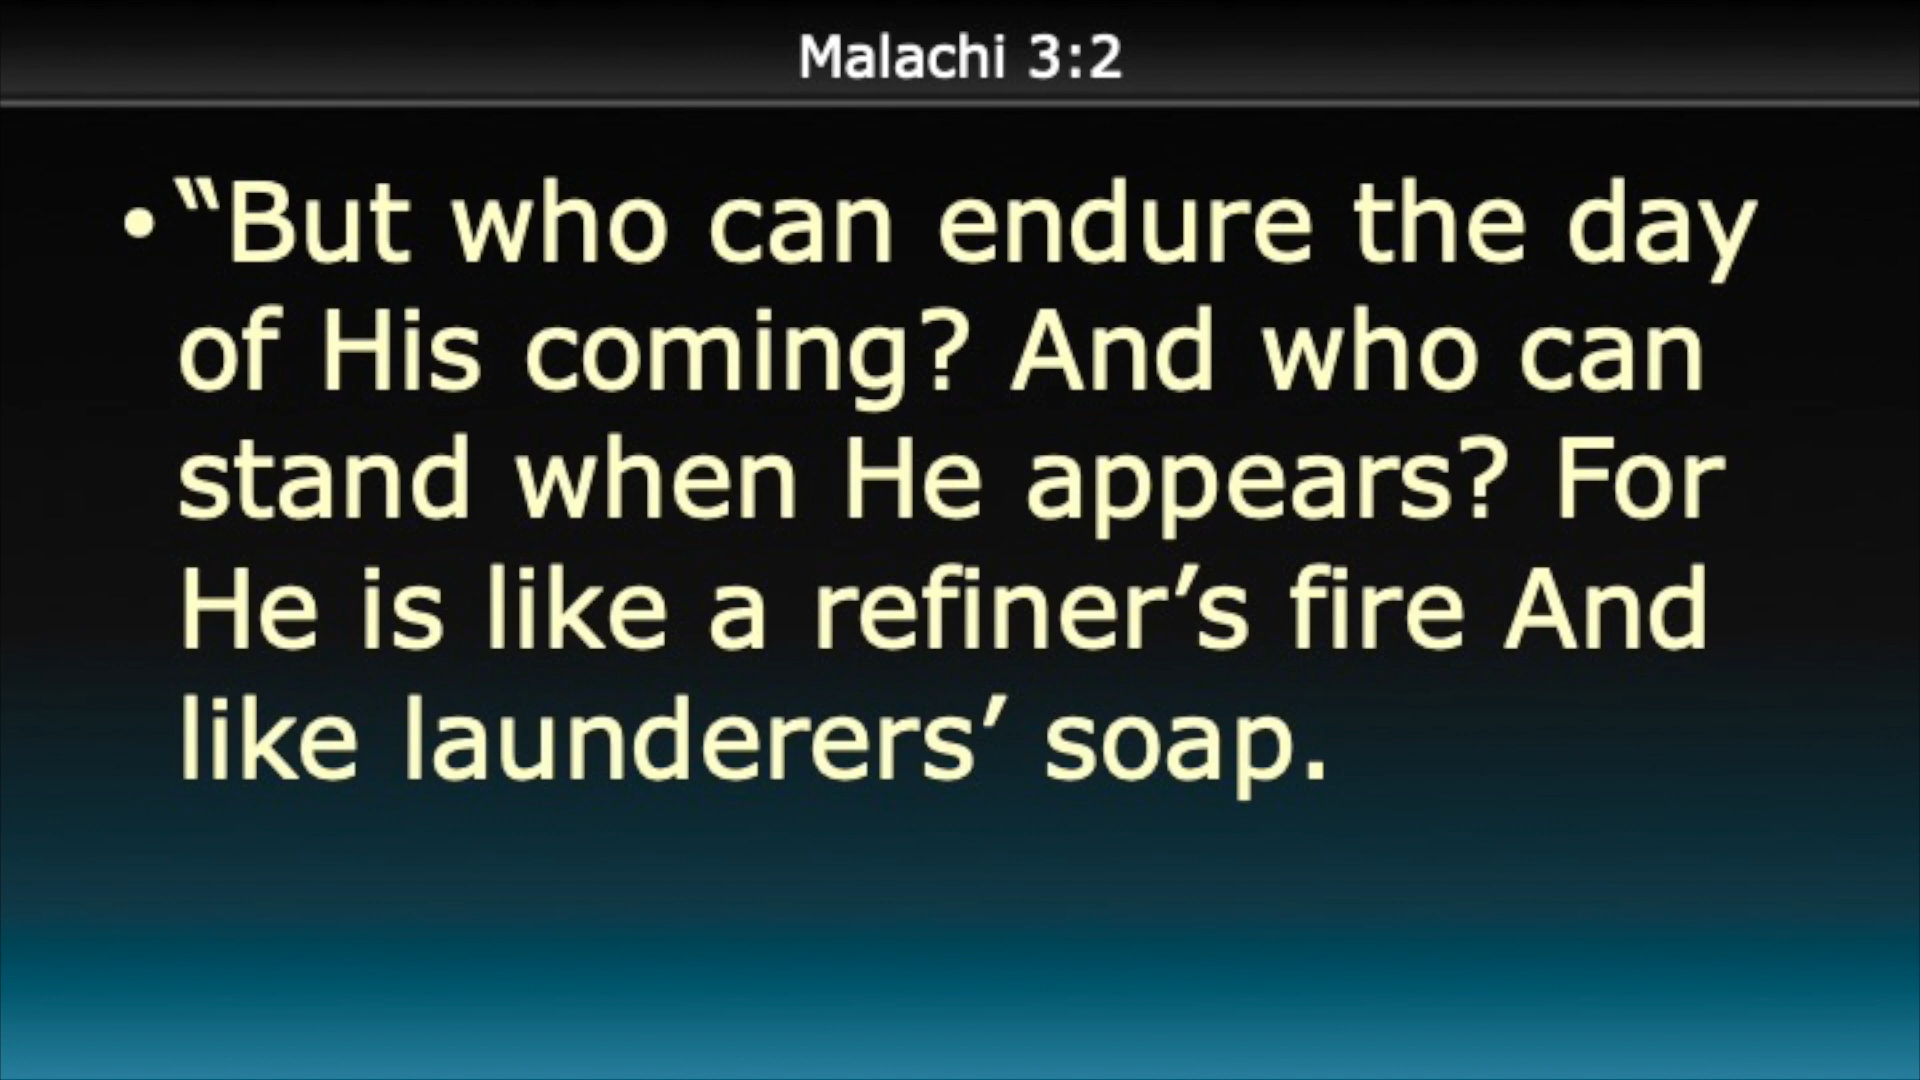 Malachi 3:2
• “But who can endure the day
of His coming? And who can
stand when He appears? For
He is like a refiner’s fire And
like launderers’ soap.